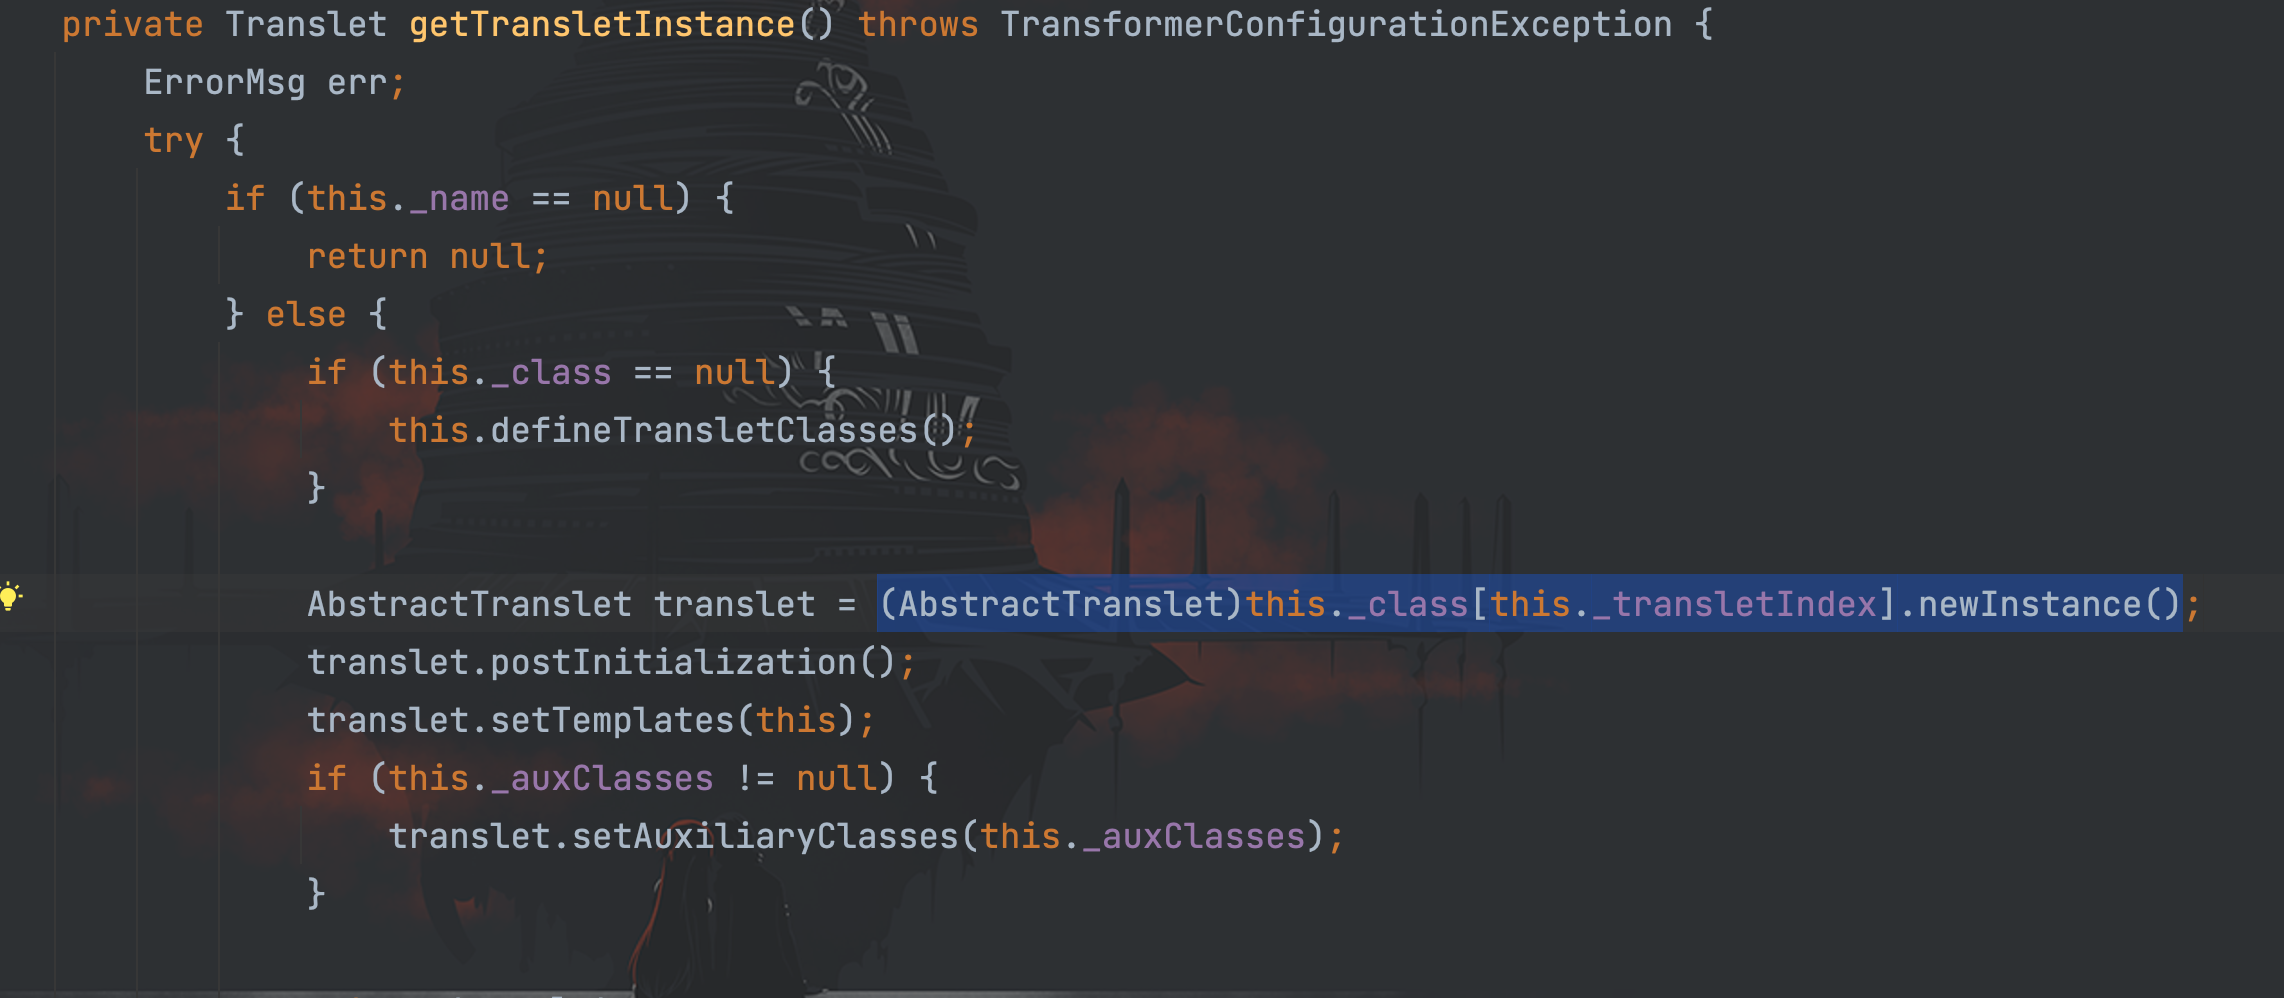 private Translet getTransletInstance() throws TransformerConfigurationException {
ErrorMsg err;
try {
if (this._name == null) {
return null;
} else {
if (this._class == null) {
this.defineTransletClasses();
}
AbstractTranslet translet = (AbstractTranslet)this._class[this._transletIndex].newInstance();
translet.postInitialization();
translet.setTemplates(this);
if (this._auxClasses != null) {
translet.setAuxiliaryClasses(this._auxClasses);
}